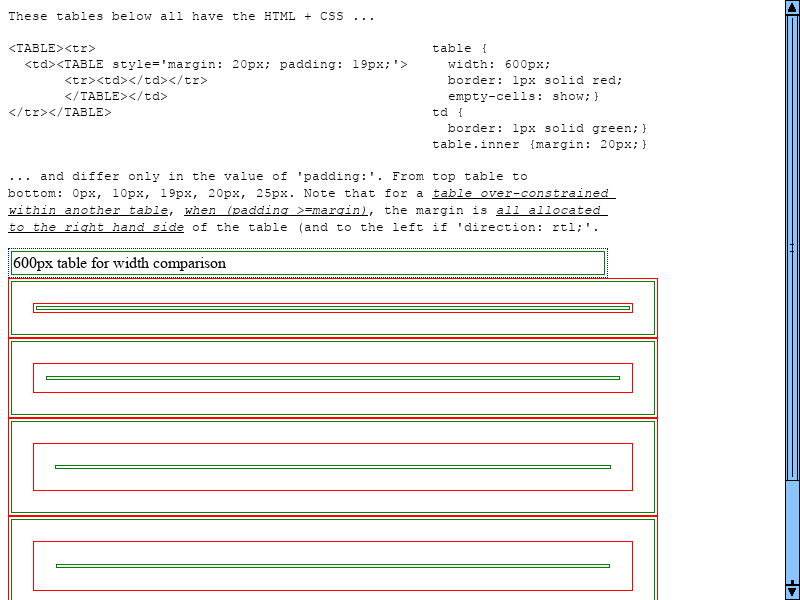 These tables below all have the HTML + CSS ...
<TABLE><tr>
<td><TABLE style='margin: 20px; padding: 19px;'>
<tr><td></td></tr>
</TABLE></td>
</tr></TABLE>
table {
width: 600px;
border: 1px solid red;
empty-cells: show;}
td {
border: 1px solid green;}
table.inner {margin: 20px;}
... and differ only in the value of 'padding:'. From top table to
bottom: 0px, 10px, 19px, 20px, 25px. Note that for a table over-constrained
within another table, when (padding >=margin), the margin is all allocated
to the right hand side of the table (and to the left if 'direction: rtl;'.
600px table for width comparison